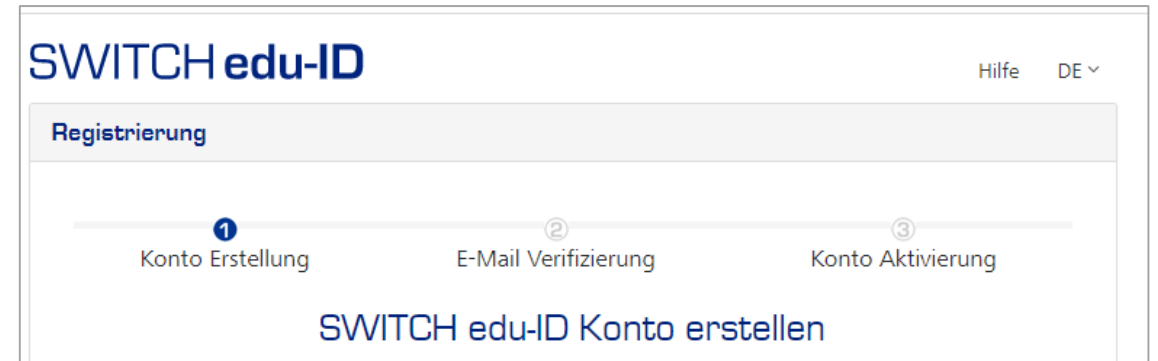 SWITCH edu-ID
Hilfe DE
Registrierung
1 2 3
Konto Erstellung E-Mail Verifizierung Konto Aktivierung
SWITCH edu-ID Konto erstellen